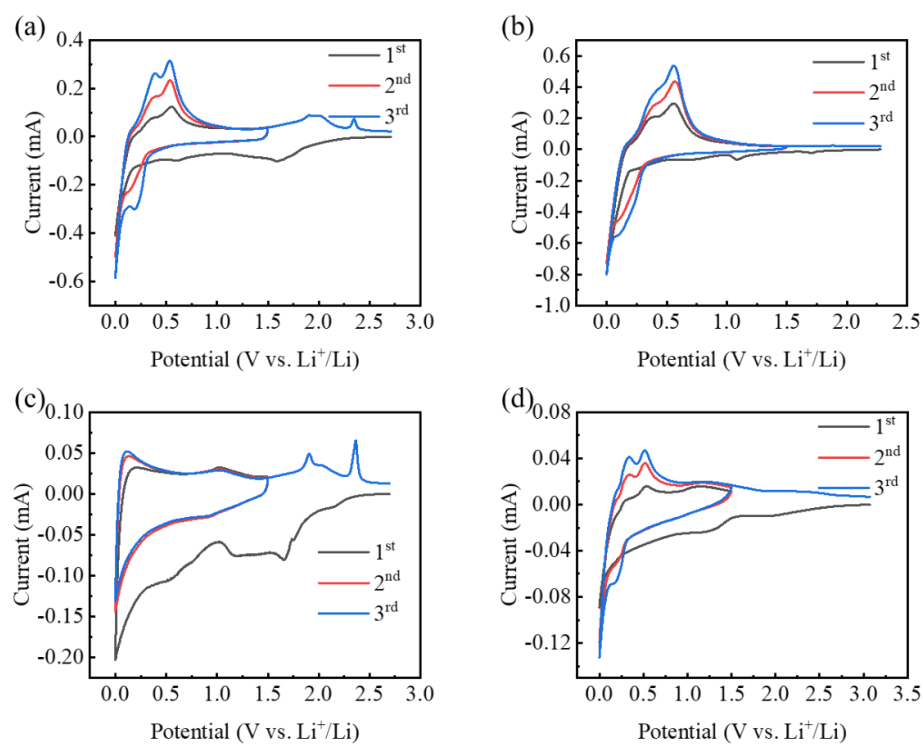 (a)
0.4
0.2
0.0
-0.2
-0.4
-0.6
Current (mA)
1st
2nd
3rd
0.0 0.5 1.0 1.5 2.0 2.5 3.0
Potential (V vs. Li⁺/Li)
(b)
0.6
0.4
0.2
0.0
-0.2
-0.4
-0.6
-0.8
-1.0
Current (mA)
1st
2nd
3rd
0.0 0.5 1.0 1.5 2.0 2.5
Potential (V vs. Li⁺/Li)
(c)
0.10
0.05
0.00
-0.05
-0.10
-0.15
-0.20
Current (mA)
1st
2nd
3rd
0.0 0.5 1.0 1.5 2.0 2.5 3.0
Potential (V vs. Li⁺/Li)
(d)
0.08
0.04
0.00
-0.04
-0.08
-0.12
Current (mA)
1st
2nd
3rd
0.0 0.5 1.0 1.5 2.0 2.5 3.0 3.5
Potential (V vs. Li⁺/Li)